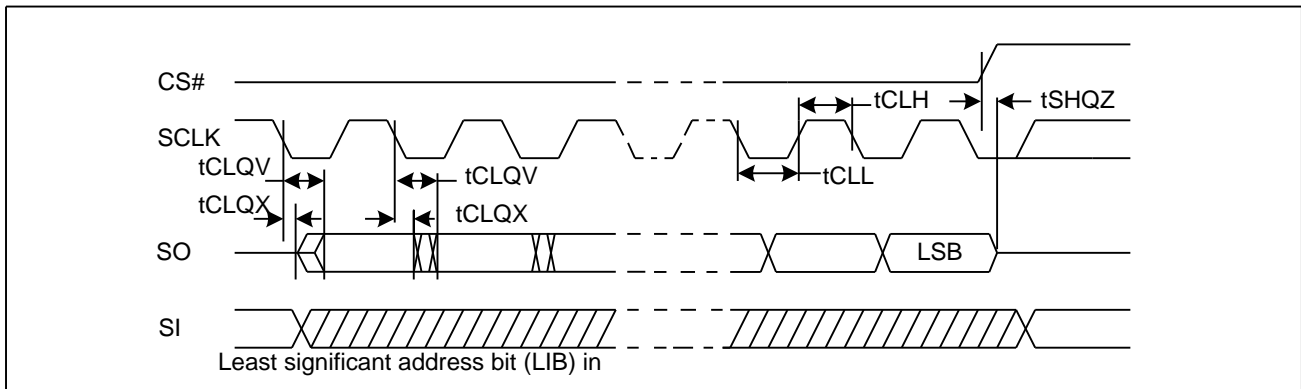 CS#
tCLH
tSHQZ
SCLK
tCLQV
tCLQV
tCLL
tCLQX
tCLQX
SO
LSB
SI
Least significant address bit (LIB) in